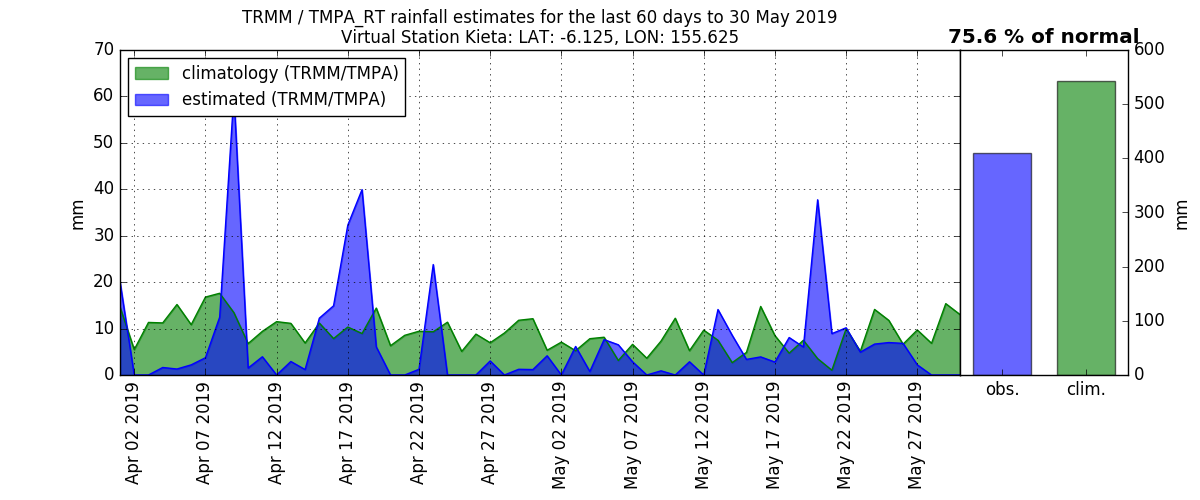 TRMM / TMPA_RT rainfall estimates for the last 60 days to 30 May 2019
Virtual Station Kieta: LAT: -6.125, LON: 155.625
75.6 % of normal
climatology (TRMM/TMPA)
estimated (TRMM/TMPA)
70
60
50
40
30
20
10
0
mm
Apr 02 2019
Apr 07 2019
Apr 12 2019
Apr 17 2019
Apr 22 2019
Apr 27 2019
May 02 2019
May 07 2019
May 12 2019
May 17 2019
May 22 2019
May 27 2019
obs.
clim.
600
500
400
300
200
100
0
mm